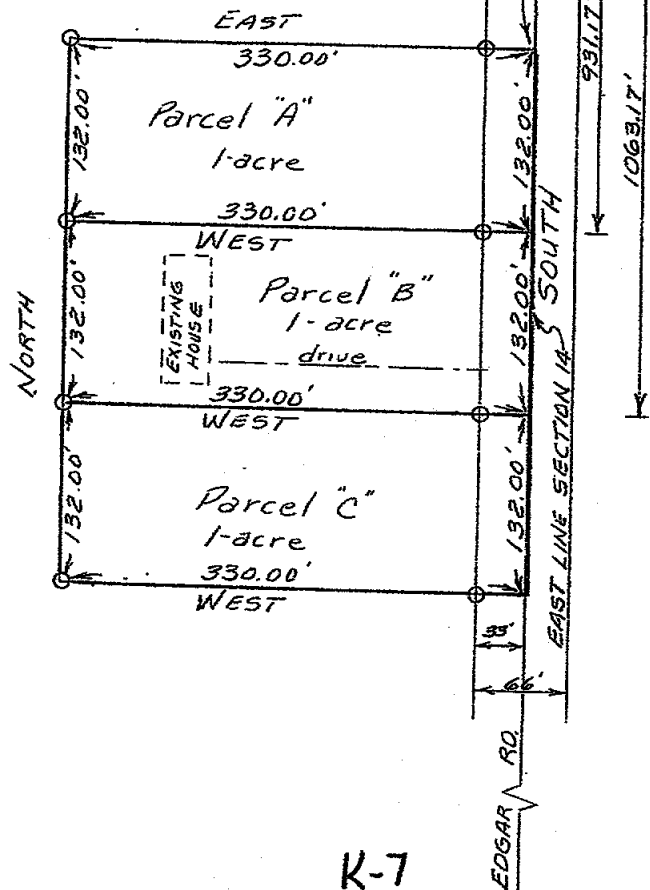 EAST
330.00'
931.17
1063.17'
132.00'
Parcel "A"
1-acre
132.00'
330.00'
WEST
SOUTH
NORTH
132.00'
EXISTING
HOUSE
Parcel "B"
1-acre
drive
132.00'
330.00'
WEST
EAST LINE SECTION 14
132.00'
Parcel "C"
1-acre
132.00'
330.00'
WEST
33'
66'
EDGAR RD.
K-7